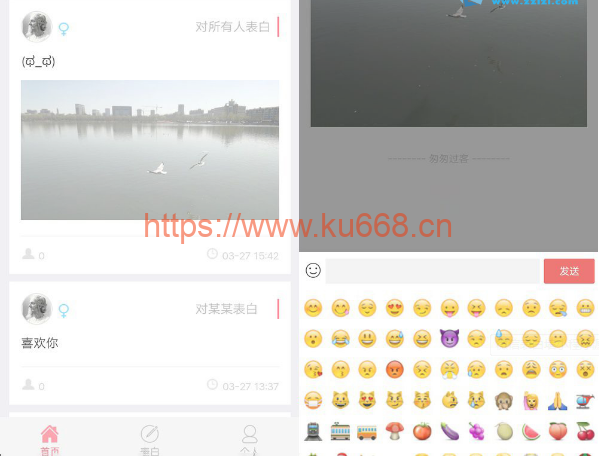 对所有人表白
(ಥ_ಥ)
0
03-27 15:42
对某某表白
喜欢你
0
03-27 13:37
首页
表白
个人
--------- 匆匆过客 ---------
发送
https://www.ku668.cn